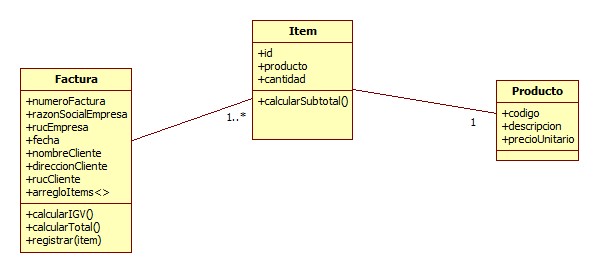 Factura
+numeroFactura
+razonSocialEmpresa
+rucEmpresa
+fecha
+nombreCliente
+direccionCliente
+rucCliente
+arregloItems<>
+calcularIGV()
+calcularTotal()
+registrar(item)
1..*
Item
+id
+producto
+cantidad
+calcularSubtotal()
1
Producto
+codigo
+descripcion
+precioUnitario